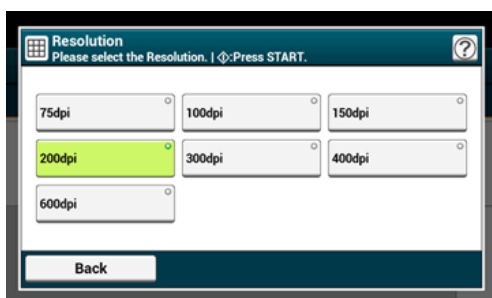 Resolution
Please select the Resolution. | :Press START.
?
75dpi
100dpi
150dpi
200dpi
300dpi
400dpi
600dpi
Back